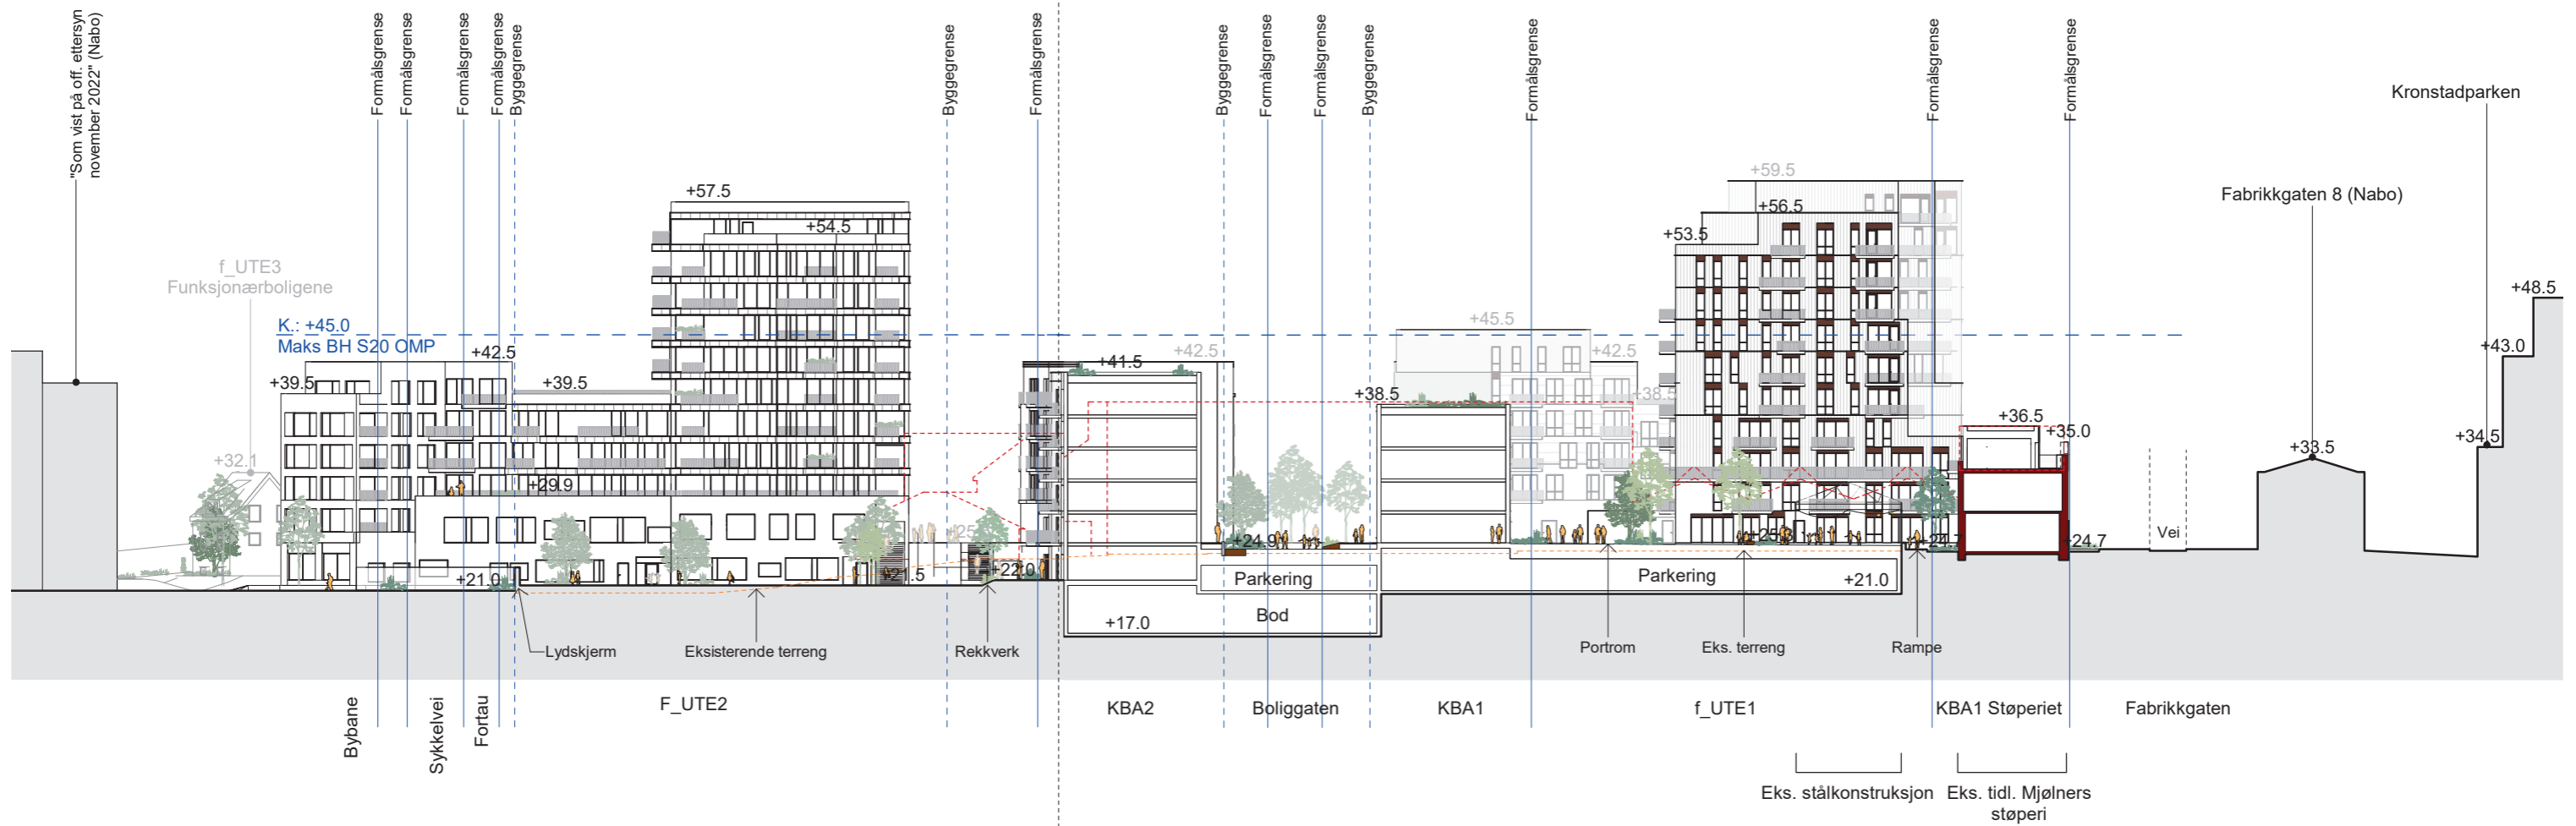 "Som vist på off. ettersyn
november 2022" (Nabo)
Formålsgrense
Formålsgrense
Formålsgrense
Formålsgrense
Byggegrense
Byggegrense
Formålsgrense
Byggegrense
Formålsgrense
Formålsgrense
Byggegrense
Formålsgrense
Formålsgrense
Formålsgrense
Kronstadparken
Fabrikkgaten 8 (Nabo)
f_UTE3
Funksjonærboligene
K.: +45.0
Maks BH S20 OMP
+57.5
+54.5
+59.5
+56.5
+53.5
+48.5
+45.5
+42.5
+42.5
+41.5
+42.5
+43.0
+39.5
+39.5
+38.5
+38.5
+36.5
+35.0
+34.5
+33.5
+32.1
+29.9
+24.9
+25.3
+24.7
+24.7
Vei
+21.0
+21.5
+22.0
Parkering
Parkering
+21.0
Bod
+17.0
Lydskjerm
Eksisterende terreng
Rekkverk
Portrom
Eks. terreng
Rampe
Bybane
Sykkelvei
Fortau
F_UTE2
KBA2
Boliggaten
KBA1
f_UTE1
KBA1 Støperiet
Fabrikkgaten
Eks. stålkonstruksjon
Eks. tidl. Mjølners
støperi